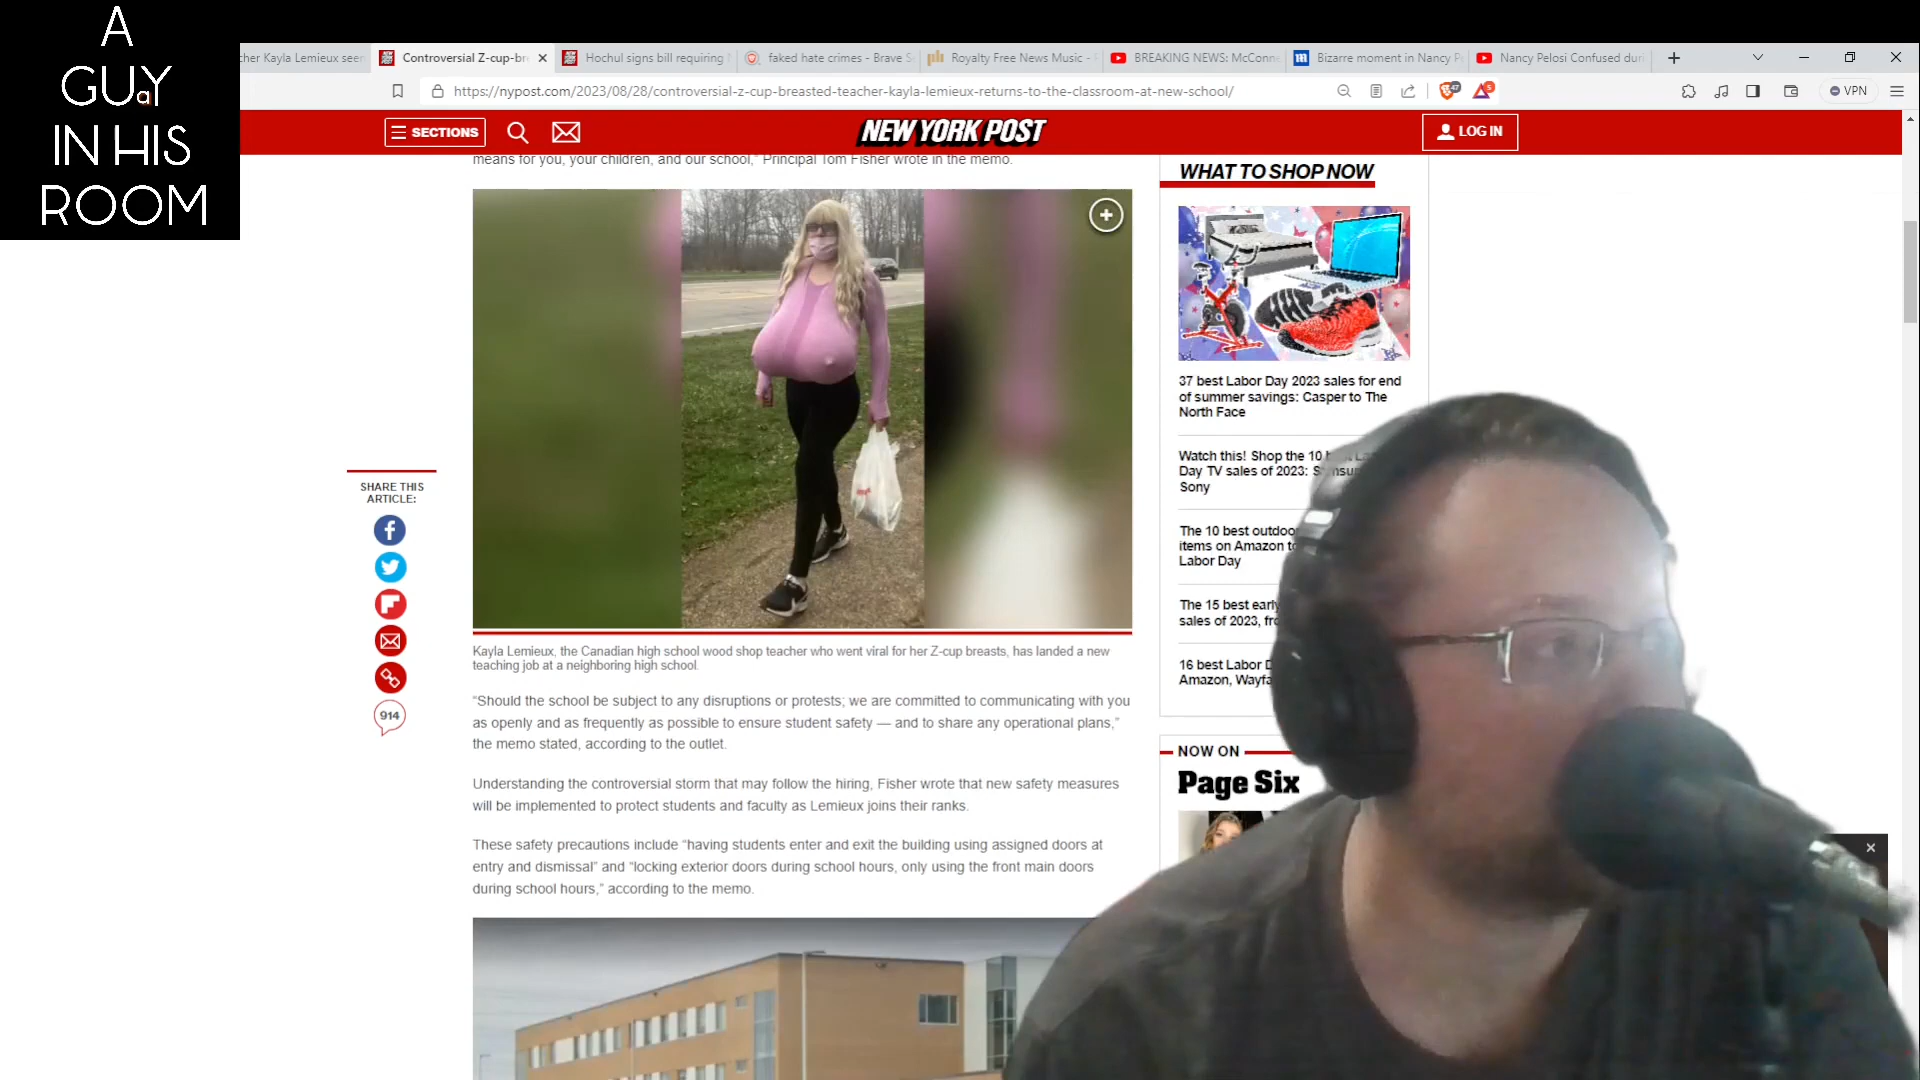 A
GUY
a
IN HIS
ROOM
cher Kayla Lemieux seen
Controversial Z-cup-br
Hochul signs bill requiring
faked hate crimes - Brave S
Royalty Free News Music -
BREAKING NEWS: McConne
Bizarre moment in Nancy P
Nancy Pelosi Confused duri
https://nypost.com/2023/08/28/controversial-z-cup-breasted-teacher-kayla-lemieux-returns-to-the-classroom-at-new-school/
VPN
SECTIONS
NEW YORK POST
LOG IN
means for you, your children, and our school,” Principal Tom Fisher wrote in the memo.
SHARE THIS
ARTICLE:
914
Kayla Lemieux, the Canadian high school wood shop teacher who went viral for her Z-cup breasts, has landed a new
teaching job at a neighboring high school.
“Should the school be subject to any disruptions or protests; we are committed to communicating with you
as openly and as frequently as possible to ensure student safety — and to share any operational plans,”
the memo stated, according to the outlet.
Understanding the controversial storm that may follow the hiring, Fisher wrote that new safety measures
will be implemented to protect students and faculty as Lemieux joins their ranks.
These safety precautions include “having students enter and exit the building using assigned doors at
entry and dismissal” and “locking exterior doors during school hours, only using the front main doors
during school hours,” according to the memo.
WHAT TO SHOP NOW
37 best Labor Day 2023 sales for end
of summer savings: Casper to The
North Face
Watch this! Shop the 10
Day TV sales of 2023:
Sony
The 10 best outdoo
items on Amazon to
Labor Day
The 15 best early
sales of 2023, fr
16 best Labor D
Amazon, Wayfa
NOW ON
Page Six